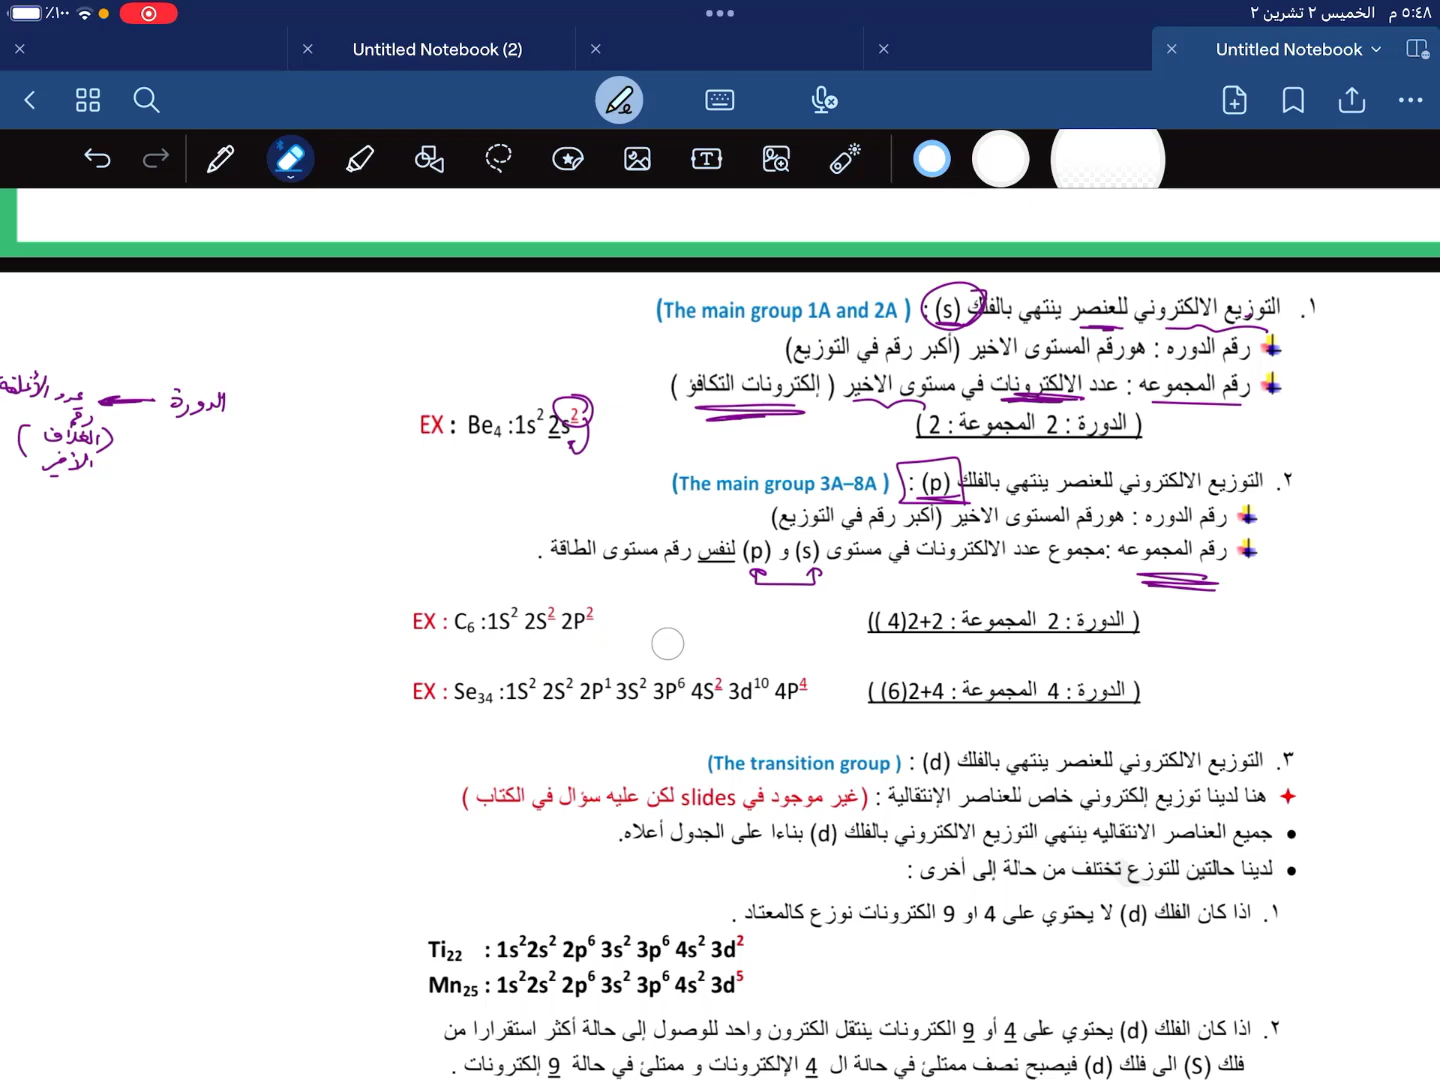 ٪١٠٠
٥:٤٨ م الخميس ٢ تشرين ٢
Untitled Notebook (2)
Untitled Notebook
١. التوزيع الالكتروني للعنصر ينتهي بالفلك (s) : (The main group 1A and 2A )
رقم الدوره : هورقم المستوى الاخير (أكبر رقم في التوزيع)
رقم المجموعه : عدد الالكترونات في مستوى الاخير ( إلكترونات التكافؤ )
الدورة
عدد الأغلفة
رقم
(الغلاف
الأخير
EX : Be₄ :1s² 2s²
( الدورة : 2 المجموعة : 2 )
٢. التوزيع الالكتروني للعنصر ينتهي بالفلك (p) : (The main group 3A–8A )
رقم الدوره : هورقم المستوى الاخير (أكبر رقم في التوزيع)
رقم المجموعه :مجموع عدد الالكترونات في مستوى (s) و (p) لنفس رقم مستوى الطاقة .
EX : C₆ :1S² 2S² 2P²
( الدورة : 2 المجموعة : 2+2(4 ))
EX : Se₃₄ :1S² 2S² 2P¹ 3S² 3P⁶ 4S² 3d¹⁰ 4P⁴
( الدورة : 4 المجموعة : 4+2(6) )
٣. التوزيع الالكتروني للعنصر ينتهي بالفلك (d) : (The transition group )
هنا لدينا توزيع إلكتروني خاص للعناصر الإنتقالية : (غير موجود في slides لكن عليه سؤال في الكتاب )
• جميع العناصر الانتقاليه ينتهي التوزيع الالكتروني بالفلك (d) بناءا على الجدول أعلاه.
• لدينا حالتين للتوزع تختلف من حالة إلى أخرى :
١. اذا كان الفلك (d) لا يحتوي على 4 او 9 الكترونات نوزع كالمعتاد .
Ti₂₂ : 1s²2s² 2p⁶ 3s² 3p⁶ 4s² 3d²
Mn₂₅ : 1s²2s² 2p⁶ 3s² 3p⁶ 4s² 3d⁵
٢. اذا كان الفلك (d) يحتوي على 4 أو 9 الكترونات ينتقل الكترون واحد للوصول إلى حالة أكثر استقرارا من
فلك (S) الى فلك (d) فيصبح نصف ممتلئ في حالة ال 4 الإلكترونات و ممتلئ في حالة 9 إلكترونات .